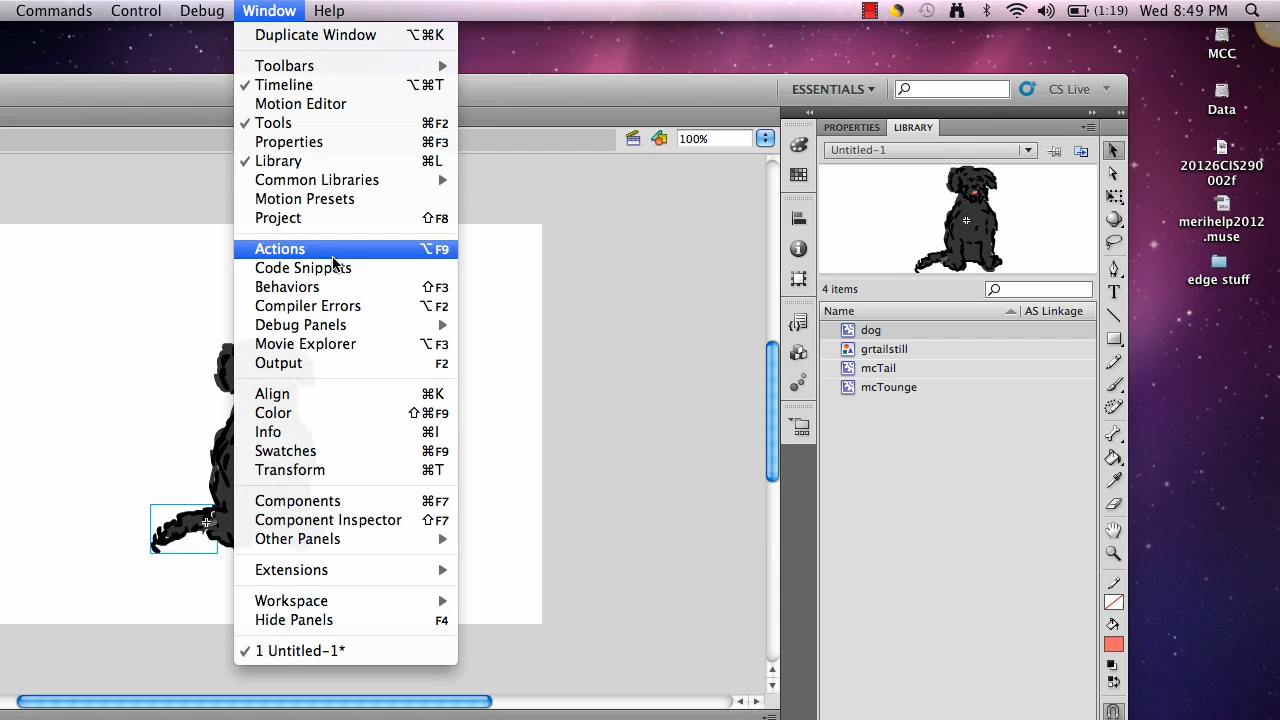 Commands Control Debug Window Help (1:19) Wed 8:49 PM
Duplicate Window ⌥⌘K
Toolbars
Timeline ⌥⌘T
Motion Editor
Tools ⌘F2
Properties ⌘F3
Library ⌘L
Common Libraries
Motion Presets
Project ⇧F8
Actions ⌥F9
Code Snippets
Behaviors ⇧F3
Compiler Errors ⌥F2
Debug Panels
Movie Explorer ⌥F3
Output F2
Align ⌘K
Color ⇧⌘F9
Info ⌘I
Swatches ⌘F9
Transform ⌘T
Components ⌘F7
Component Inspector ⇧F7
Other Panels
Extensions
Workspace
Hide Panels F4
1 Untitled-1*
100%
ESSENTIALS CS Live
PROPERTIES LIBRARY
Untitled-1
4 items
Name AS Linkage
dog
grtailstill
mcTail
mcTounge
T
MCC
Data
20126CIS290
002f
merihelp2012
.muse
edge stuff